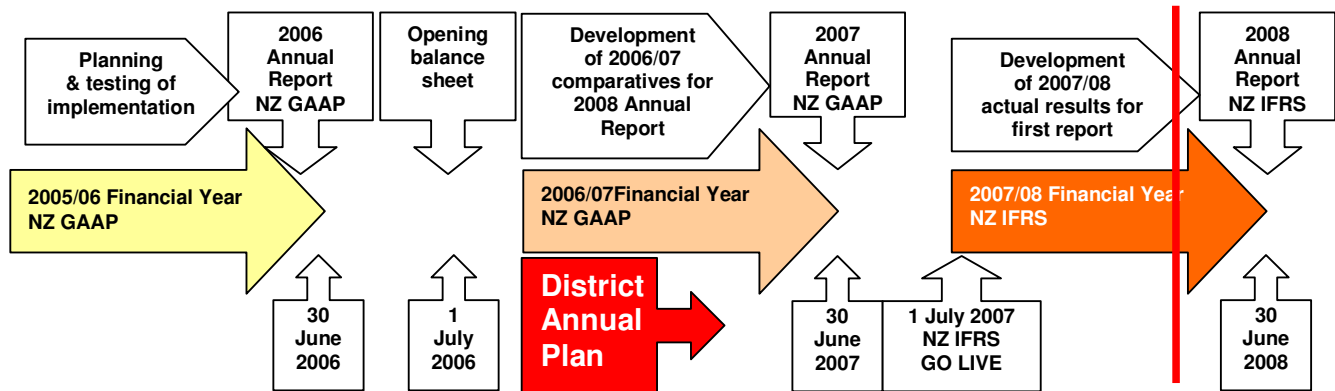 Planning
& testing of
implementation
2006
Annual
Report
NZ GAAP
Opening
balance
sheet
Development
of 2006/07
comparatives for
2008 Annual
Report
2007
Annual
Report
NZ GAAP
Development
of 2007/08
actual results for
first report
2008
Annual
Report
NZ IFRS
2005/06 Financial Year
NZ GAAP
2006/07Financial Year
NZ GAAP
2007/08 Financial Year
NZ IFRS
30
June
2006
1
July
2006
District
Annual
Plan
30
June
2007
1 July 2007
NZ IFRS
GO LIVE
30
June
2008